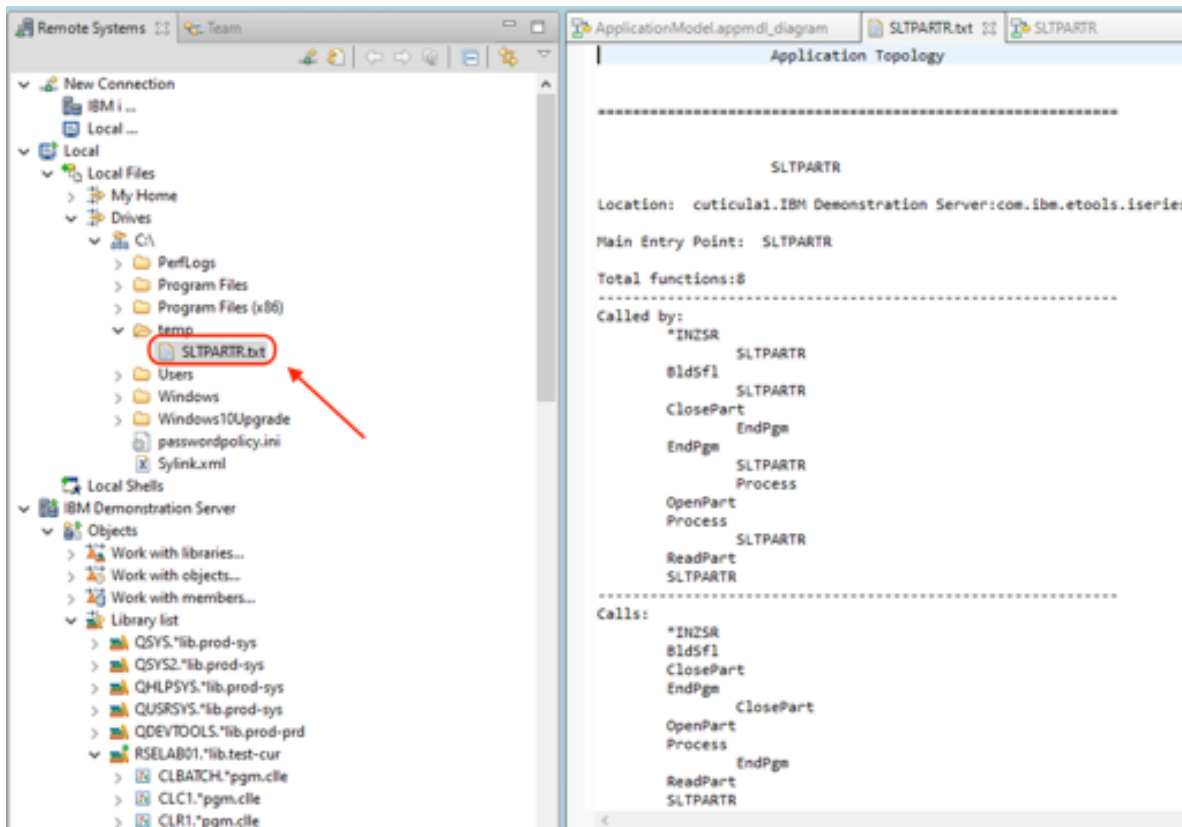 Remote Systems
Team
New Connection
IBM i ...
Local ...
Local
Local Files
My Home
Drives
C:\
PerfLogs
Program Files
Program Files (x86)
temp
SLTPARTR.txt
Users
Windows
Windows10Upgrade
passwordpolicy.ini
Sylink.xml
Local Shells
IBM Demonstration Server
Objects
Work with libraries...
Work with objects...
Work with members...
Library list
QSYS.*lib.prod-sys
QSYS2.*lib.prod-sys
QHLPSYS.*lib.prod-sys
QUSRSYS.*lib.prod-sys
QDEVTOOLS.*lib.prod-prd
RSELAB01.*lib.test-cur
CLBATCH.*pgm.clle
CLC1.*pgm.clle
CLR1.*pgm.clle
ApplicationModel.appmdl_diagram
SLTPARTR.txt
SLTPARTR
Application Topology
============================================================
SLTPARTR
Location: cuticula1.IBM Demonstration Server:com.ibm.etools.iseries
Main Entry Point: SLTPARTR
Total functions:8
------------------------------------------------------------
Called by:
*INZSR
SLTPARTR
BldSfl
SLTPARTR
ClosePart
EndPgm
EndPgm
SLTPARTR
Process
OpenPart
Process
SLTPARTR
ReadPart
SLTPARTR
------------------------------------------------------------
Calls:
*INZSR
BldSfl
ClosePart
EndPgm
ClosePart
OpenPart
Process
EndPgm
ReadPart
SLTPARTR